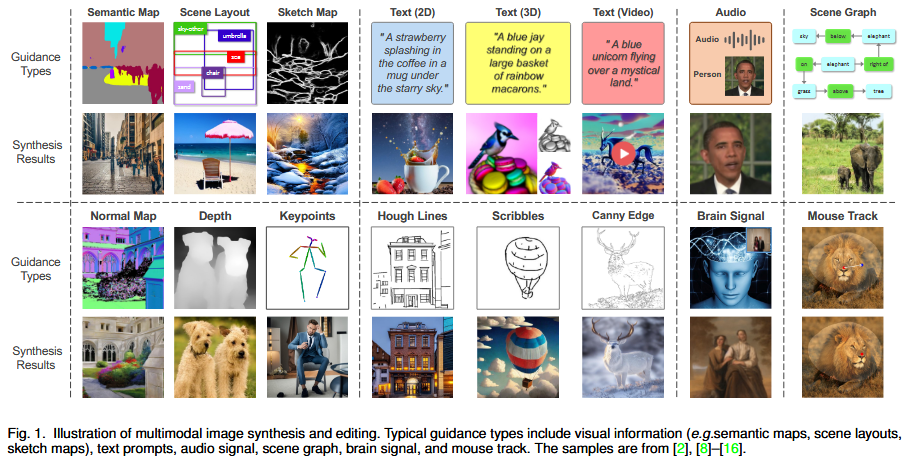 Semantic Map Scene Layout Sketch Map Text (2D) Text (3D) Text (Video) Audio Scene Graph
Guidance
Types
sky-other
umbrella
sea
chair
sand
"A strawberry
splashing in
the coffee in a
mug under
the starry sky."
"A blue jay
standing on a
large basket
of rainbow
macarons."
"A blue
unicorn flying
over a mystical
land."
Audio
Person
sky below elephant
on elephant right of
grass above tree
Synthesis
Results
Normal Map Depth Keypoints Hough Lines Scribbles Canny Edge Brain Signal Mouse Track
Guidance
Types
Synthesis
Results
Fig. 1. Illustration of multimodal image synthesis and editing. Typical guidance types include visual information (e.g.semantic maps, scene layouts,
sketch maps), text prompts, audio signal, scene graph, brain signal, and mouse track. The samples are from [2], [8]–[16].